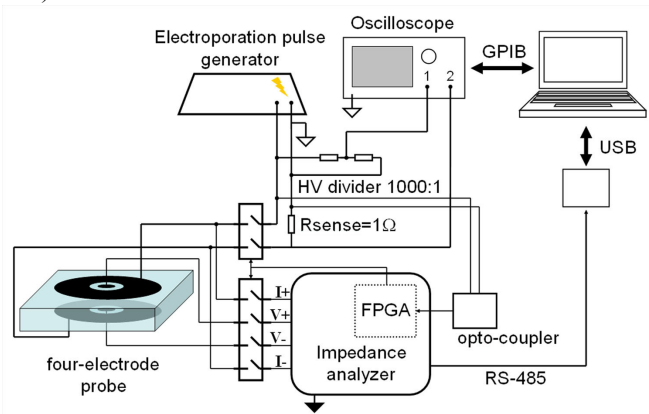 Oscilloscope
Electroporation pulse
generator
GPIB
1 2
USB
HV divider 1000:1
Rsense=1Ω
I+
V+
V-
I-
FPGA
Impedance
analyzer
opto-coupler
four-electrode
probe
RS-485